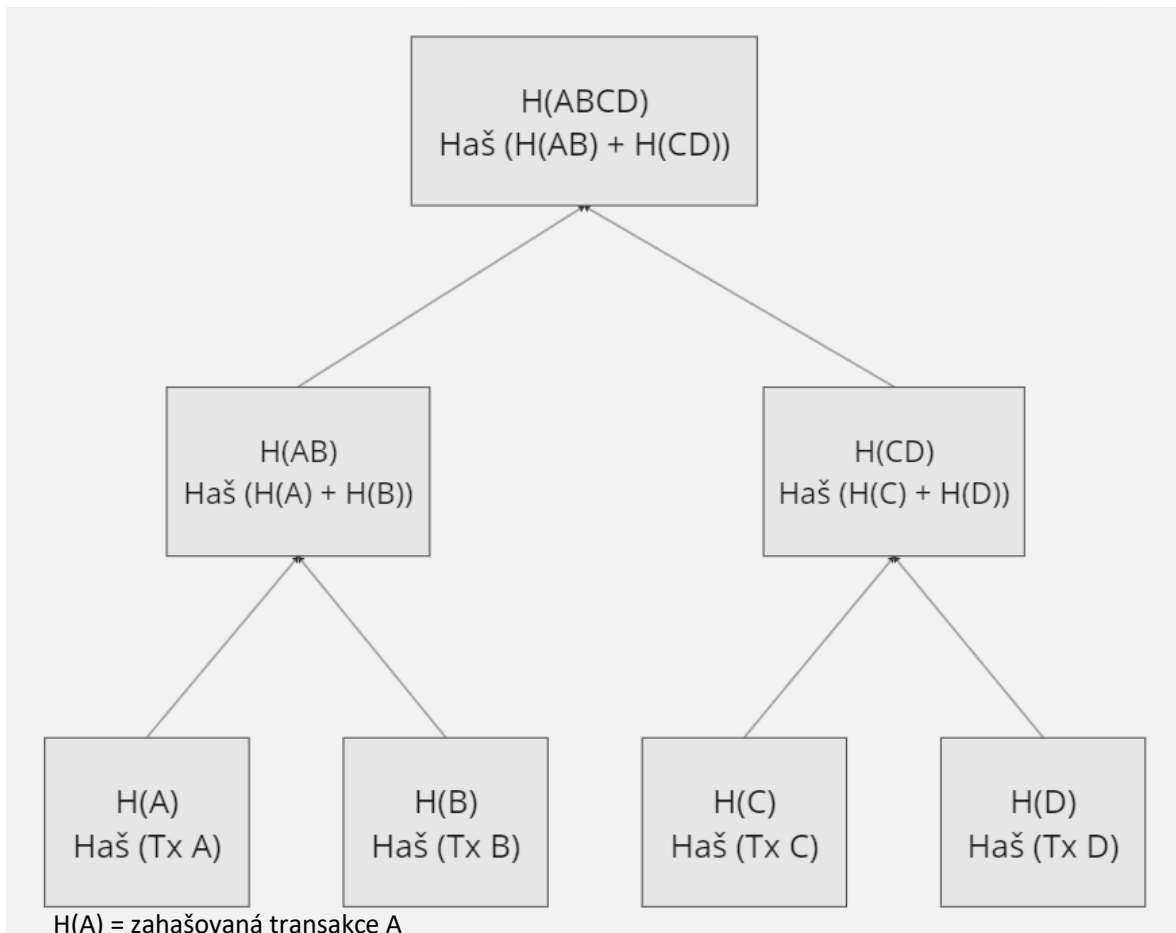 H(ABCD)
Haš (H(AB) + H(CD))
H(AB)
Haš (H(A) + H(B))
H(CD)
Haš (H(C) + H(D))
H(A)
Haš (Tx A)
H(B)
Haš (Tx B)
H(C)
Haš (Tx C)
H(D)
Haš (Tx D)
H(A) = zahašovaná transakce A